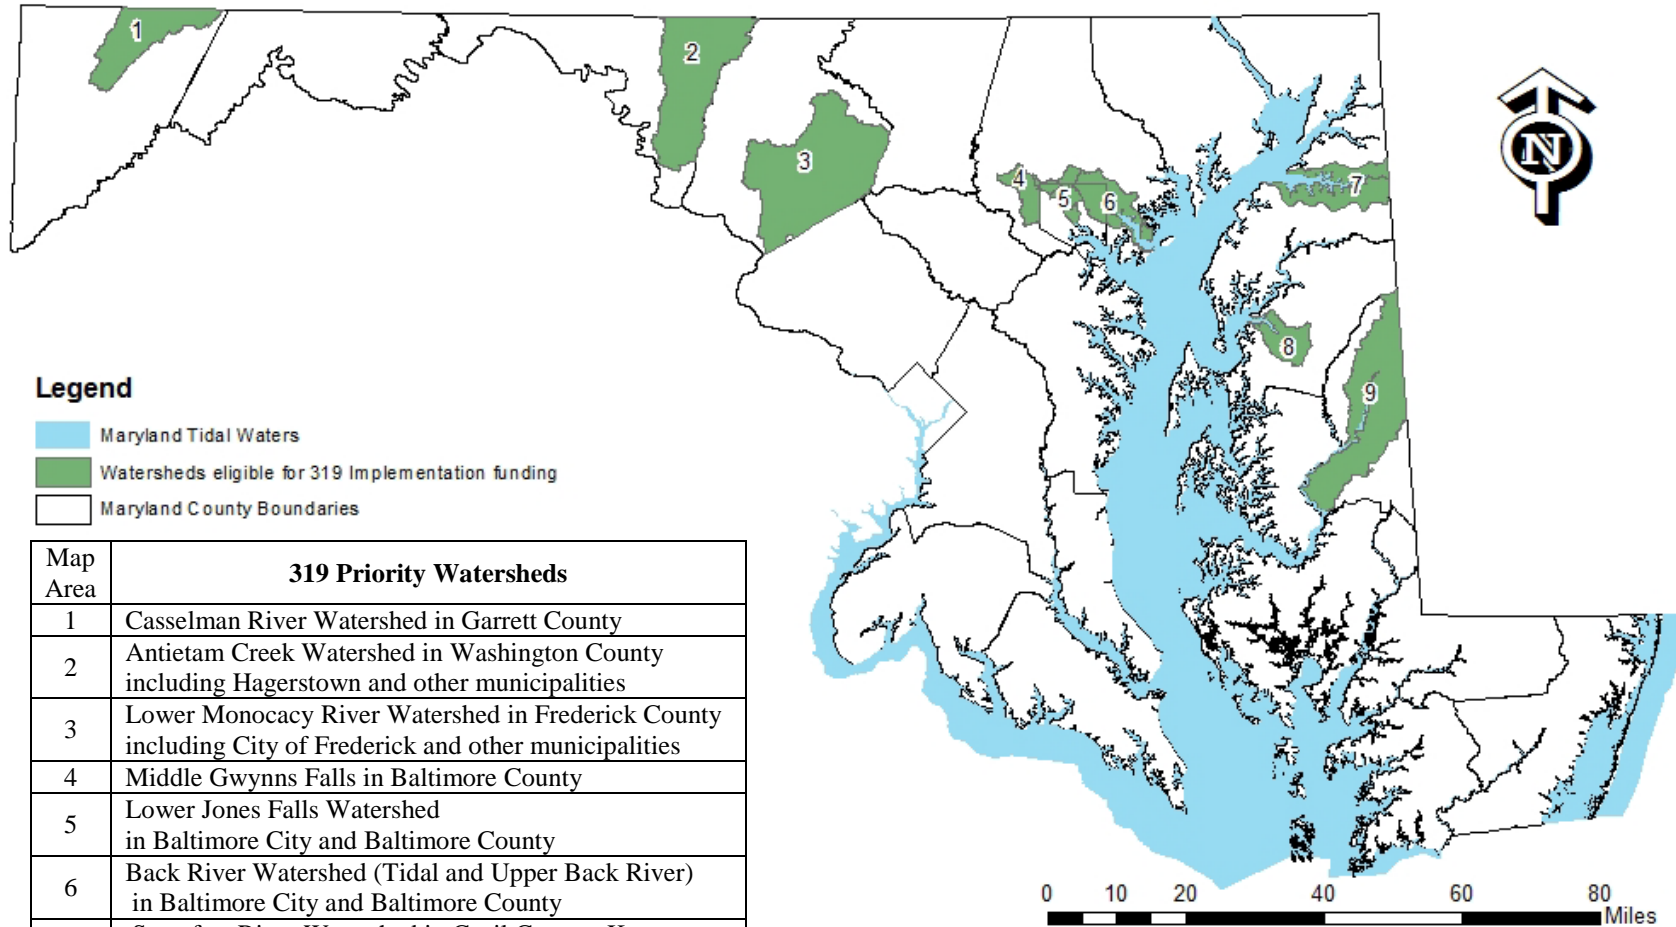 1
2
3
4
5
6
7
8
9
N
Legend
Maryland Tidal Waters
Watersheds eligible for 319 Implementation funding
Maryland County Boundaries
Map Area
319 Priority Watersheds
1
Casselman River Watershed in Garrett County
2
Antietam Creek Watershed in Washington County
including Hagerstown and other municipalities
3
Lower Monocacy River Watershed in Frederick County
including City of Frederick and other municipalities
4
Middle Gwynns Falls in Baltimore County
5
Lower Jones Falls Watershed
in Baltimore City and Baltimore County
6
Back River Watershed (Tidal and Upper Back River)
in Baltimore City and Baltimore County
0 10 20 40 60 80
Miles